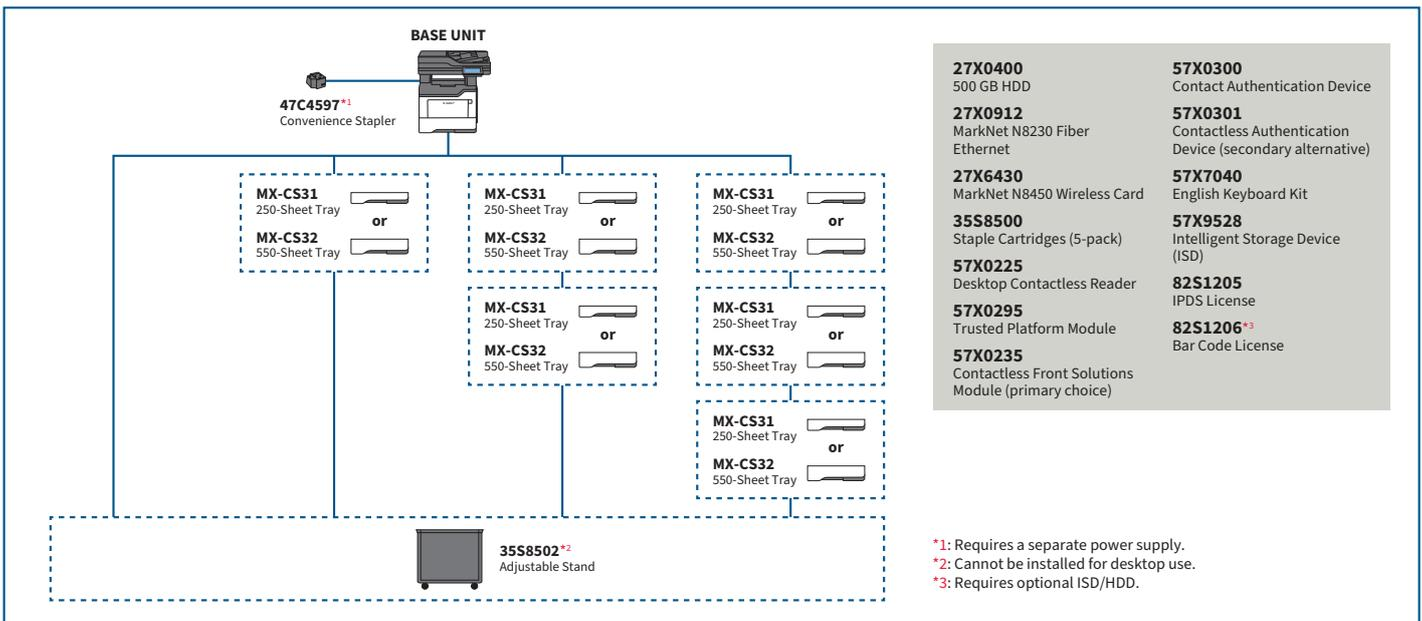 BASE UNIT
47C4597*1
Convenience Stapler
MX-CS31
250-Sheet Tray
or
MX-CS32
550-Sheet Tray
MX-CS31
250-Sheet Tray
or
MX-CS32
550-Sheet Tray
MX-CS31
250-Sheet Tray
or
MX-CS32
550-Sheet Tray
MX-CS31
250-Sheet Tray
or
MX-CS32
550-Sheet Tray
MX-CS31
250-Sheet Tray
or
MX-CS32
550-Sheet Tray
MX-CS31
250-Sheet Tray
or
MX-CS32
550-Sheet Tray
35S8502*2
Adjustable Stand
27X0400
500 GB HDD
27X0912
MarkNet N8230 Fiber
Ethernet
27X6430
MarkNet N8450 Wireless Card
35S8500
Staple Cartridges (5-pack)
57X0225
Desktop Contactless Reader
57X0295
Trusted Platform Module
57X0235
Contactless Front Solutions
Module (primary choice)
57X0300
Contact Authentication Device
57X0301
Contactless Authentication
Device (secondary alternative)
57X7040
English Keyboard Kit
57X9528
Intelligent Storage Device
(ISD)
82S1205
IPDS License
82S1206*3
Bar Code License
*1: Requires a separate power supply.
*2: Cannot be installed for desktop use.
*3: Requires optional ISD/HDD.